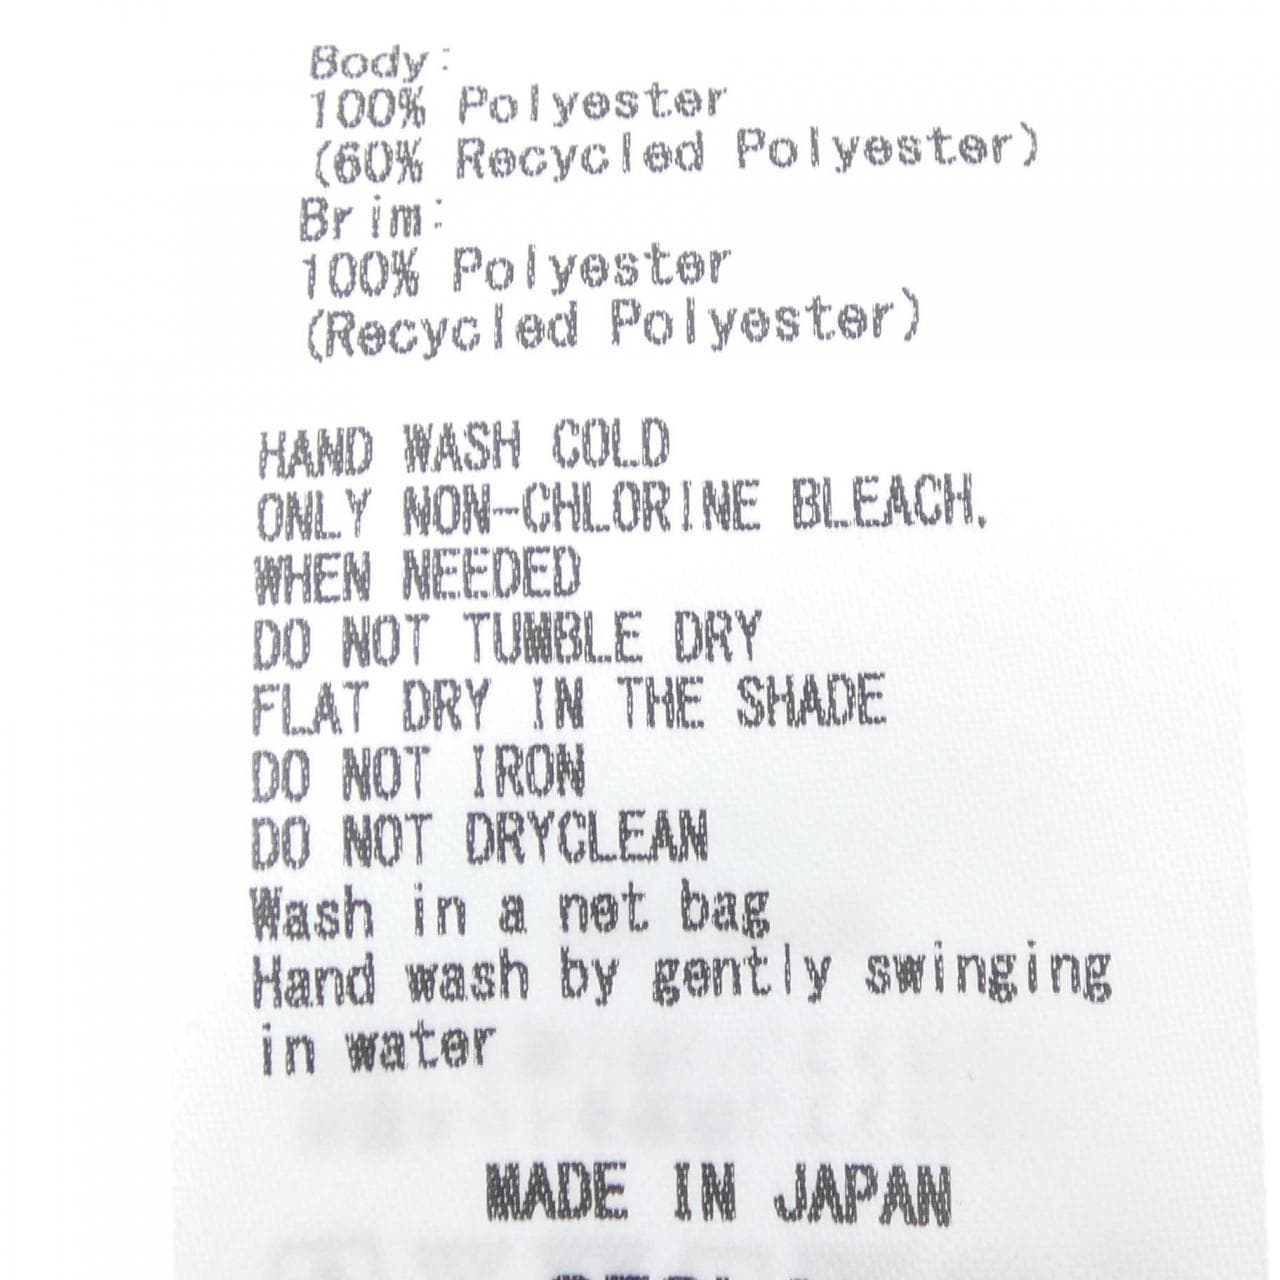 Body:
100% Polyester
(60% Recycled Polyester)
Brim:
100% Polyester
(Recycled Polyester)
HAND WASH COLD
ONLY NON-CHLORINE BLEACH,
WHEN NEEDED
DO NOT TUMBLE DRY
FLAT DRY IN THE SHADE
DO NOT IRON
DO NOT DRYCLEAN
Wash in a net bag
Hand wash by gently swinging
in water
MADE IN JAPAN